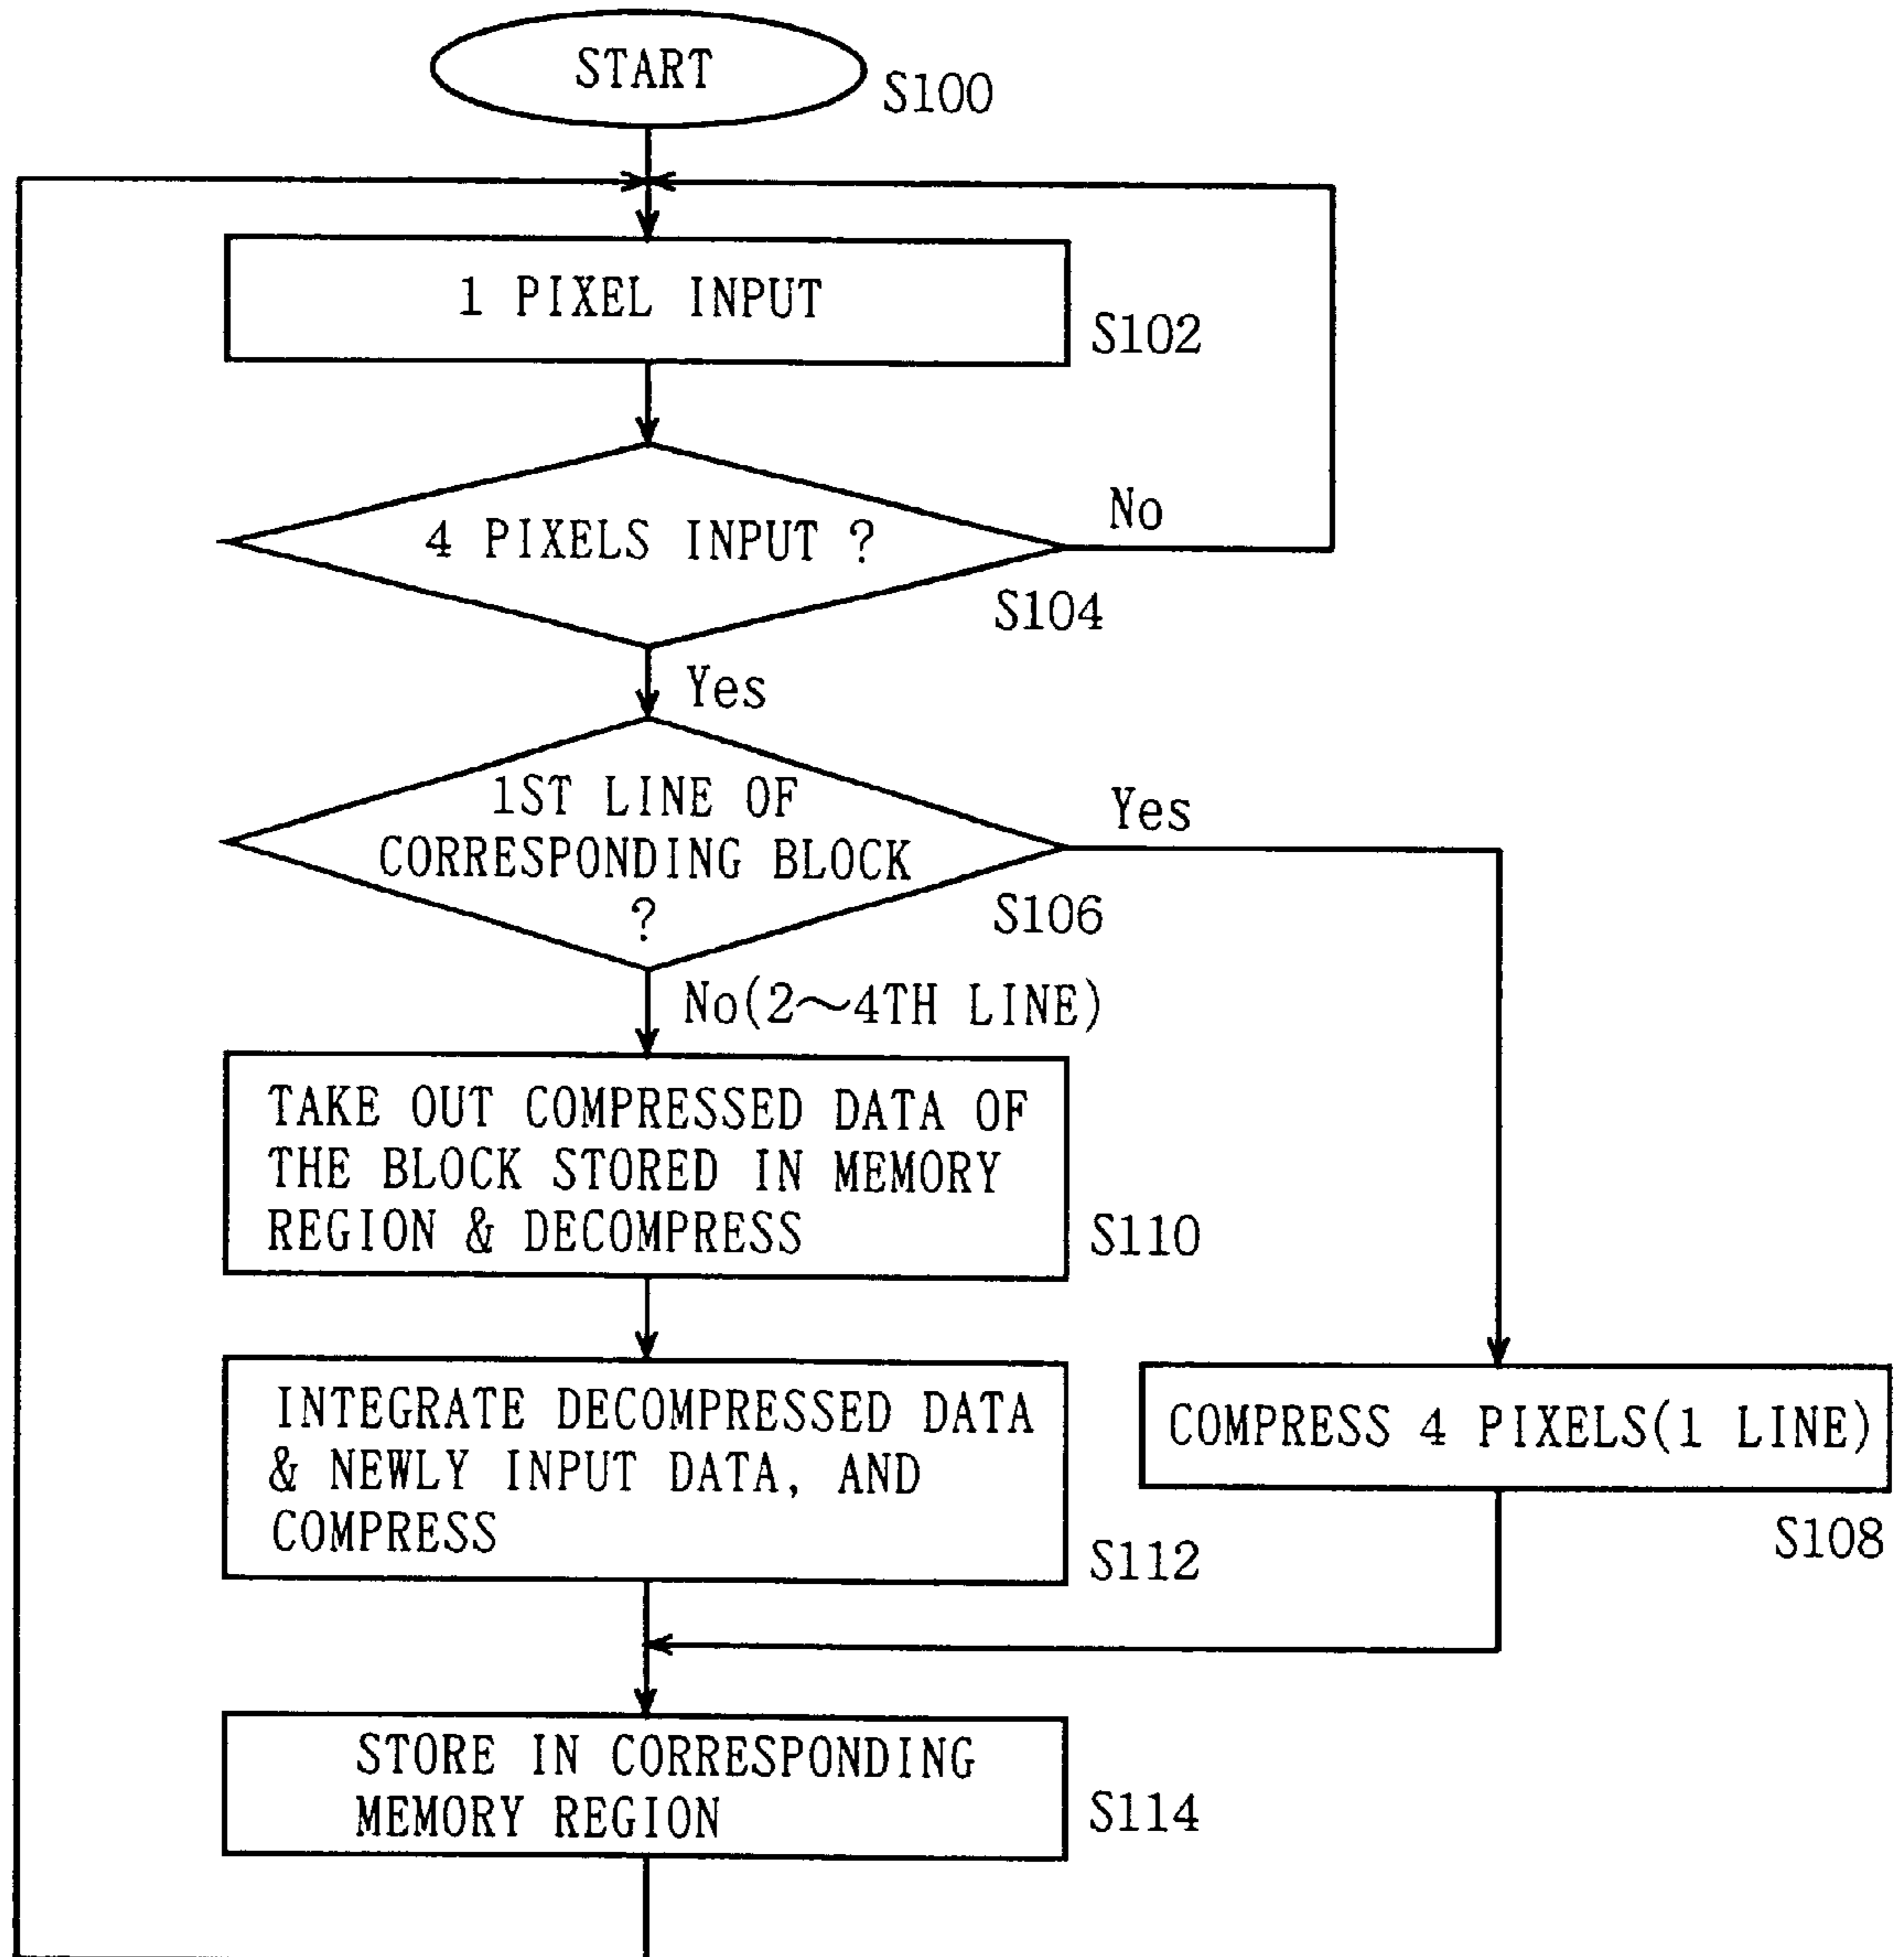 START
S100
1 PIXEL INPUT
S102
4 PIXELS INPUT ?
No
S104
Yes
1ST LINE OF
CORRESPONDING BLOCK
?
Yes
S106
No(2〜4TH LINE)
TAKE OUT COMPRESSED DATA OF
THE BLOCK STORED IN MEMORY
REGION & DECOMPRESS
S110
INTEGRATE DECOMPRESSED DATA
& NEWLY INPUT DATA, AND
COMPRESS
S112
COMPRESS 4 PIXELS(1 LINE)
S108
STORE IN CORRESPONDING
MEMORY REGION
S114